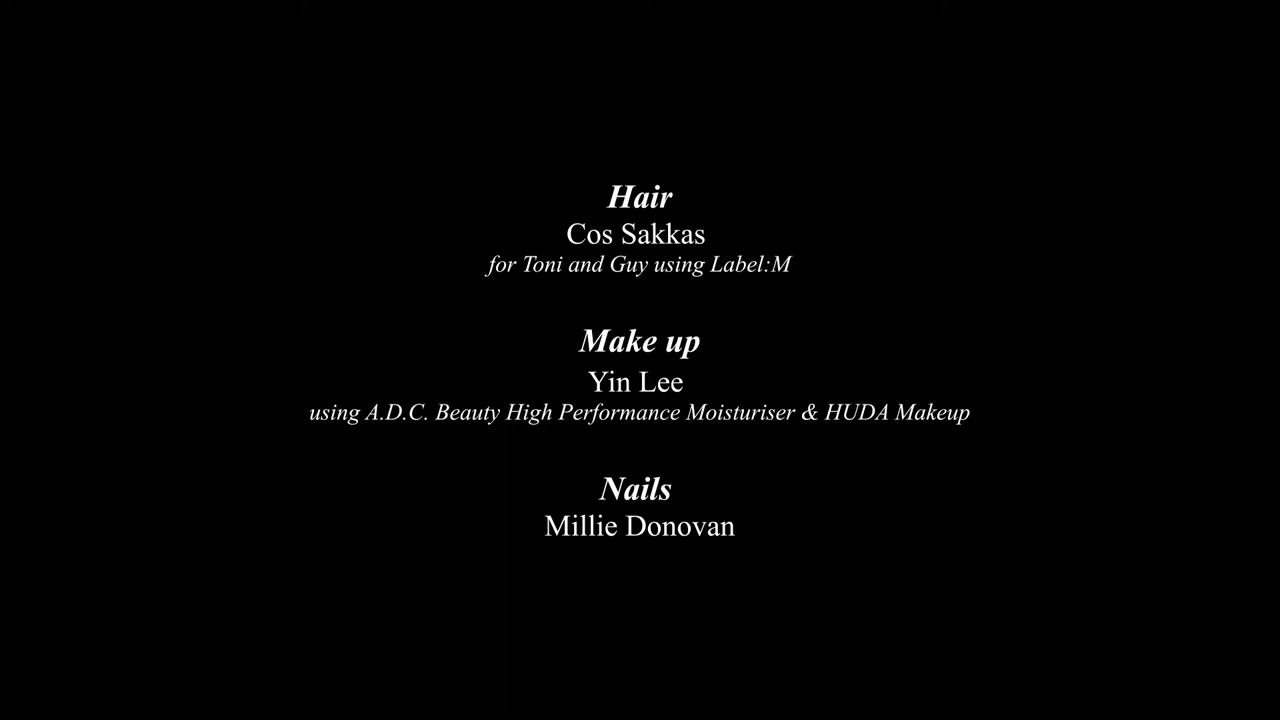 Hair
Cos Sakkas
for Toni and Guy using Label:M
Make up
Yin Lee
using A.D.C. Beauty High Performance Moisturiser & HUDA Makeup
Nails
Millie Donovan